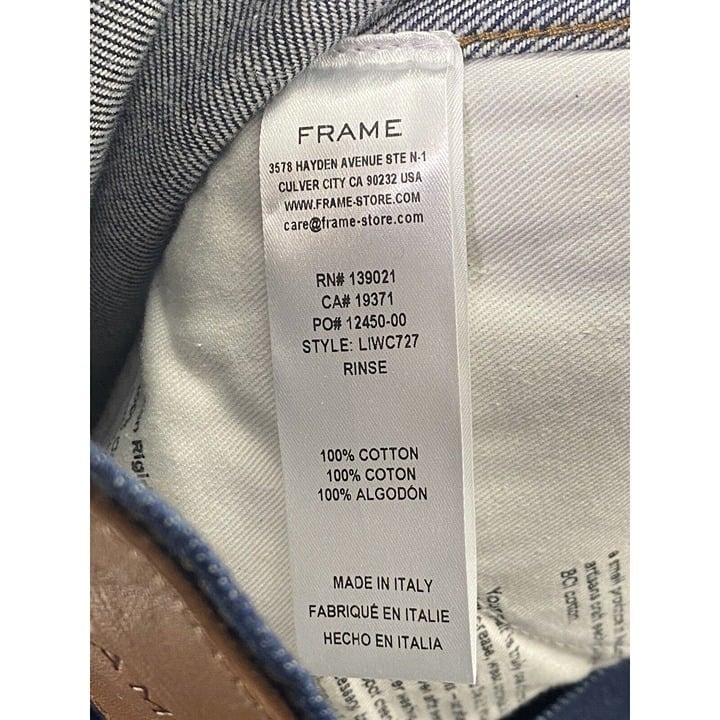 FRAME
3578 HAYDEN AVENUE STE N-1
CULVER CITY CA 90232 USA
WWW.FRAME-STORE.COM
care@frame-store.com
RN# 139021
CA# 19371
PO# 12450-00
STYLE: LIWC727
RINSE
100% COTTON
100% COTON
100% ALGODÓN
MADE IN ITALY
FABRIQUÉ EN ITALIE
HECHO EN ITALIA
BCI cotton.